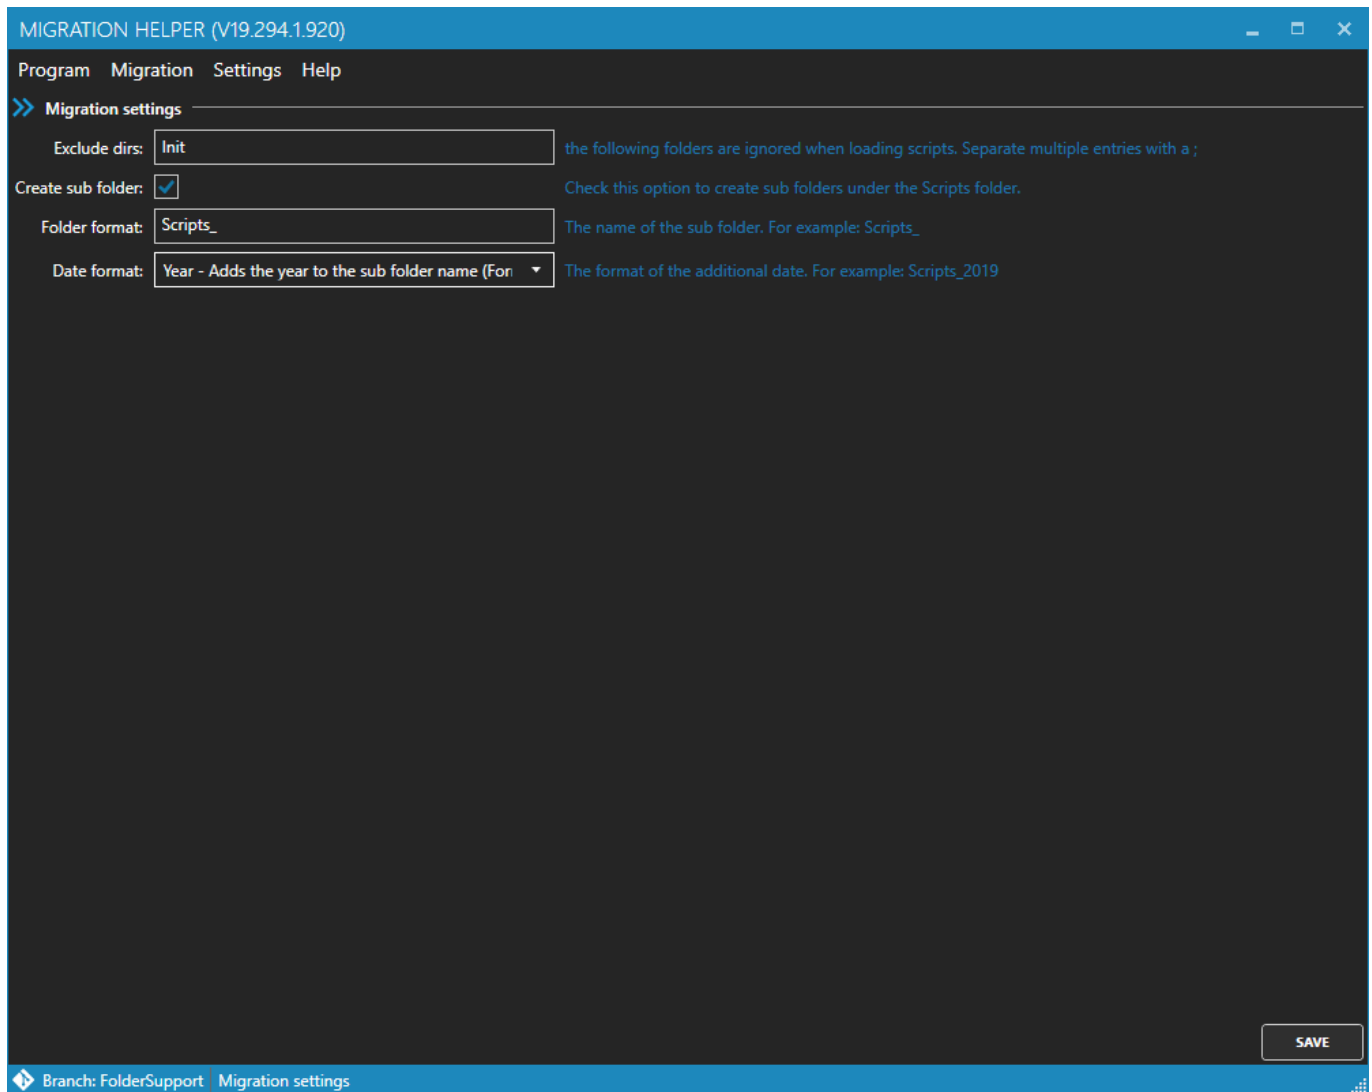 MIGRATION HELPER (V19.294.1.920)
Program Migration Settings Help
Migration settings
Exclude dirs: Init the following folders are ignored when loading scripts. Separate multiple entries with a ;
Create sub folder: Check this option to create sub folders under the Scripts folder.
Folder format: Scripts_ The name of the sub folder. For example: Scripts_
Date format: Year - Adds the year to the sub folder name (For The format of the additional date. For example: Scripts_2019
SAVE
Branch: FolderSupport Migration settings